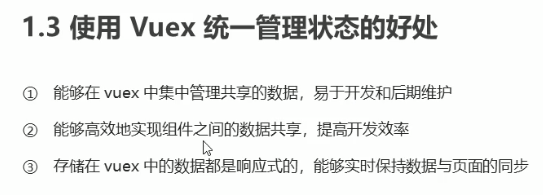 1.3 使用 Vuex 统一管理状态的好处
① 能够在 vuex 中集中管理共享的数据，易于开发和后期维护
② 能够高效地实现组件之间的数据共享，提高开发效率
③ 存储在 vuex 中的数据都是响应式的，能够实时保持数据与页面的同步